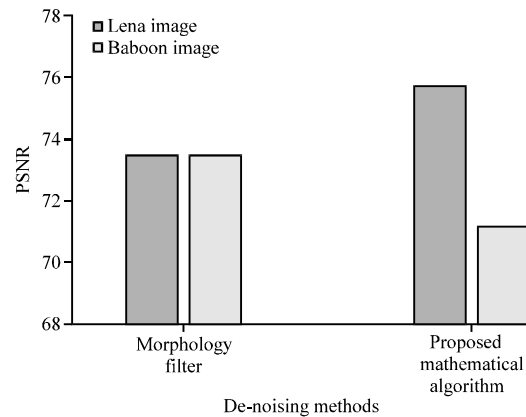 Lena image
Baboon image
78
76
74
72
70
68
PSNR
Morphology
filter
Proposed
mathematical
algorithm
De-noising methods